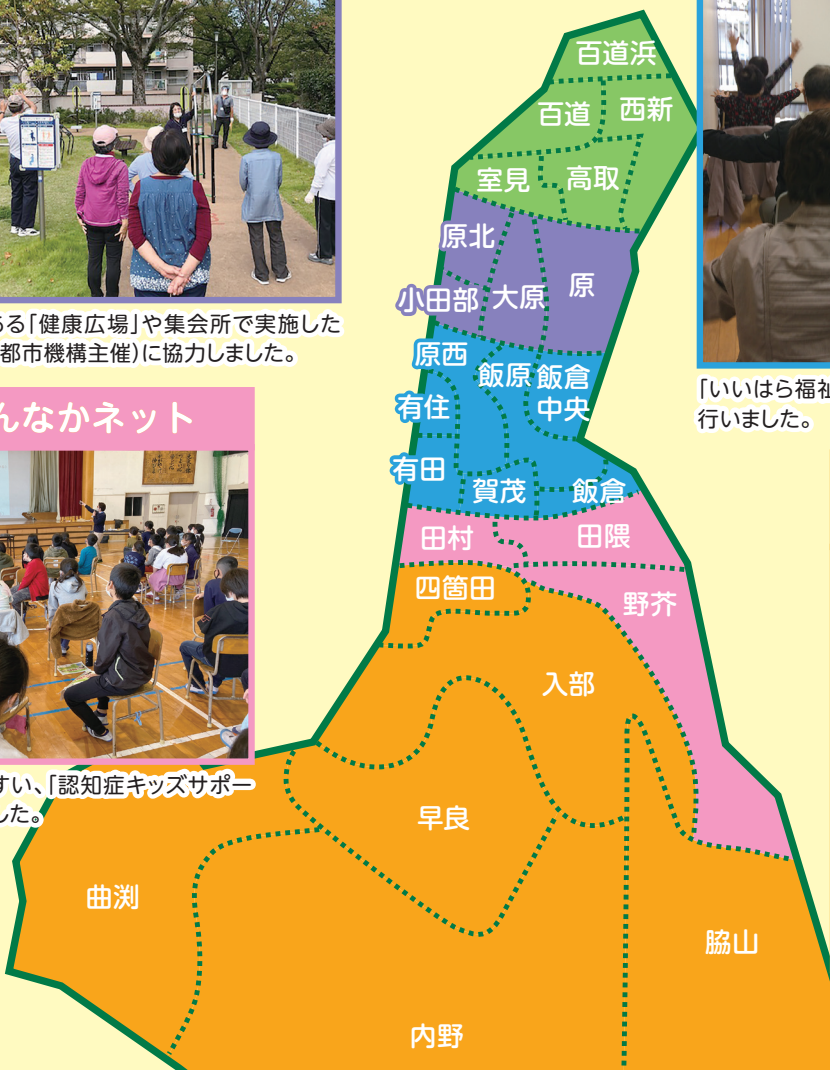 ある「健康広場」や集会所で実施した
都市機構主催)に協力しました。
んなかネット
すい、「認知症キッズサポー
した。
「いいはら福祉
行いました。
百道浜
百道
西新
室見
高取
原北
小田部
大原
原
原西
飯原
飯倉
中央
有住
有田
賀茂
飯倉
田村
田隈
四箇田
野芥
入部
早良
曲渕
脇山
内野